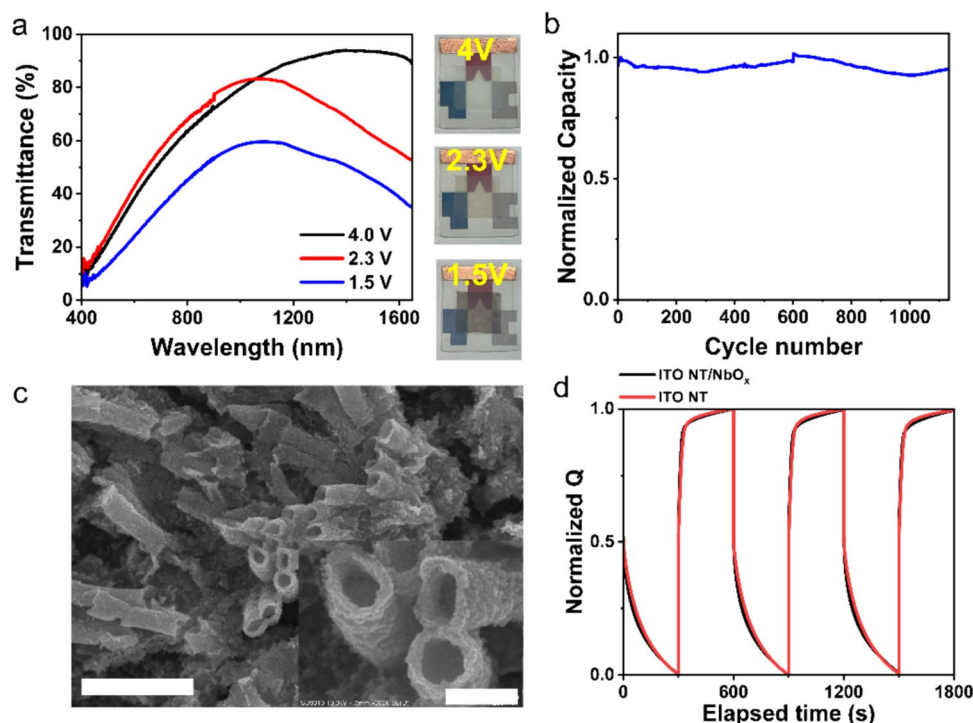 a
Transmittance (%)
100
80
60
40
20
0
400
800
1200
1600
Wavelength (nm)
4.0 V
2.3 V
1.5 V
4V
2.3V
1.5V
b
Normalized Capacity
1.0
0.5
0.0
0
200
400
600
800
1000
Cycle number
c
d
ITO NT/NbOₓ
ITO NT
Normalized Q
1.0
0.5
0.0
0
600
1200
1800
Elapsed time (s)